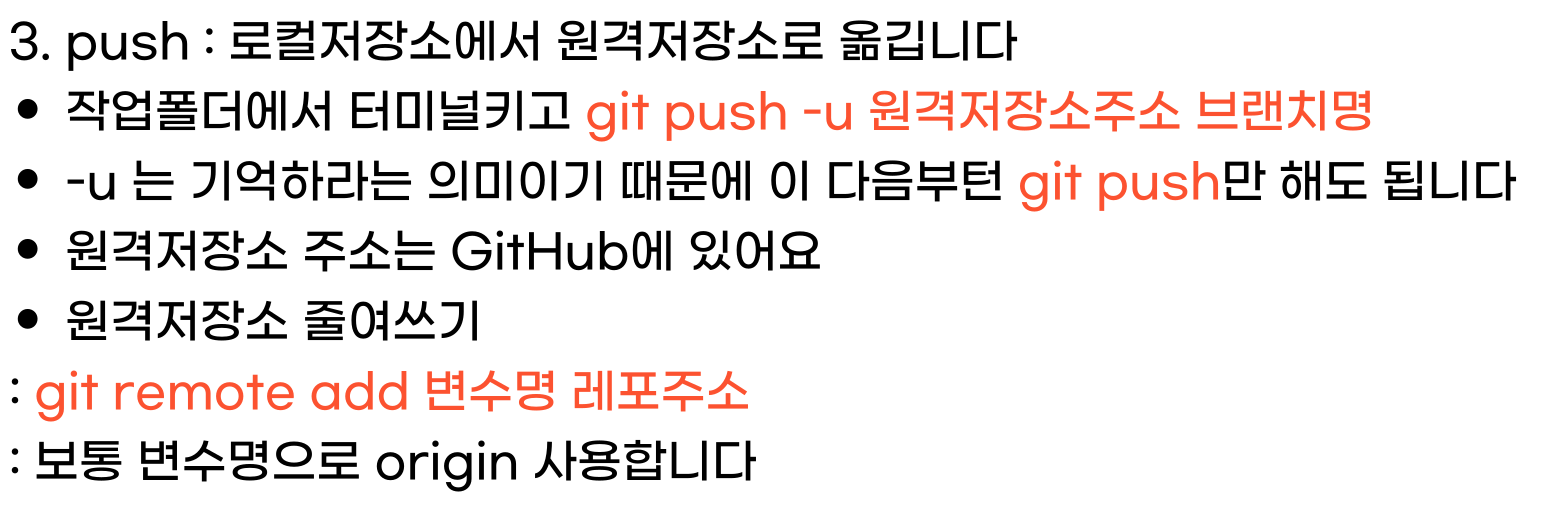 3. push : 로컬저장소에서 원격저장소로 옮깁니다
• 작업폴더에서 터미널키고 git push -u 원격저장소주소 브랜치명
• -u 는 기억하라는 의미이기 때문에 이 다음부턴 git push만 해도 됩니다
• 원격저장소 주소는 GitHub에 있어요
• 원격저장소 줄여쓰기
: git remote add 변수명 레포주소
: 보통 변수명으로 origin 사용합니다